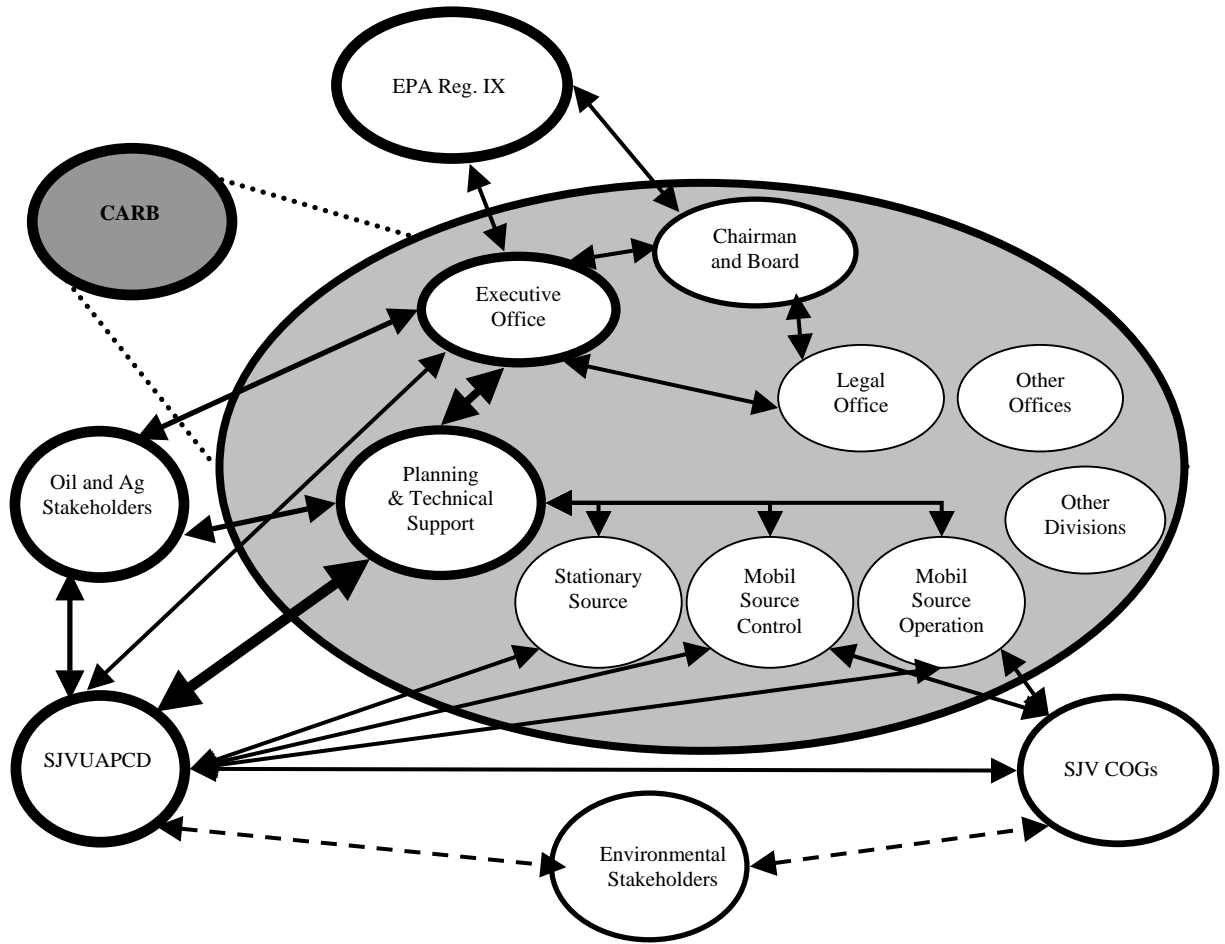 EPA Reg. IX
CARB
Chairman
and Board
Executive
Office
Legal
Office
Other
Offices
Oil and Ag
Stakeholders
Planning
& Technical
Support
Other
Divisions
Stationary
Source
Mobil
Source
Control
Mobil
Source
Operation
SJVUAPCD
SJV COGs
Environmental
Stakeholders